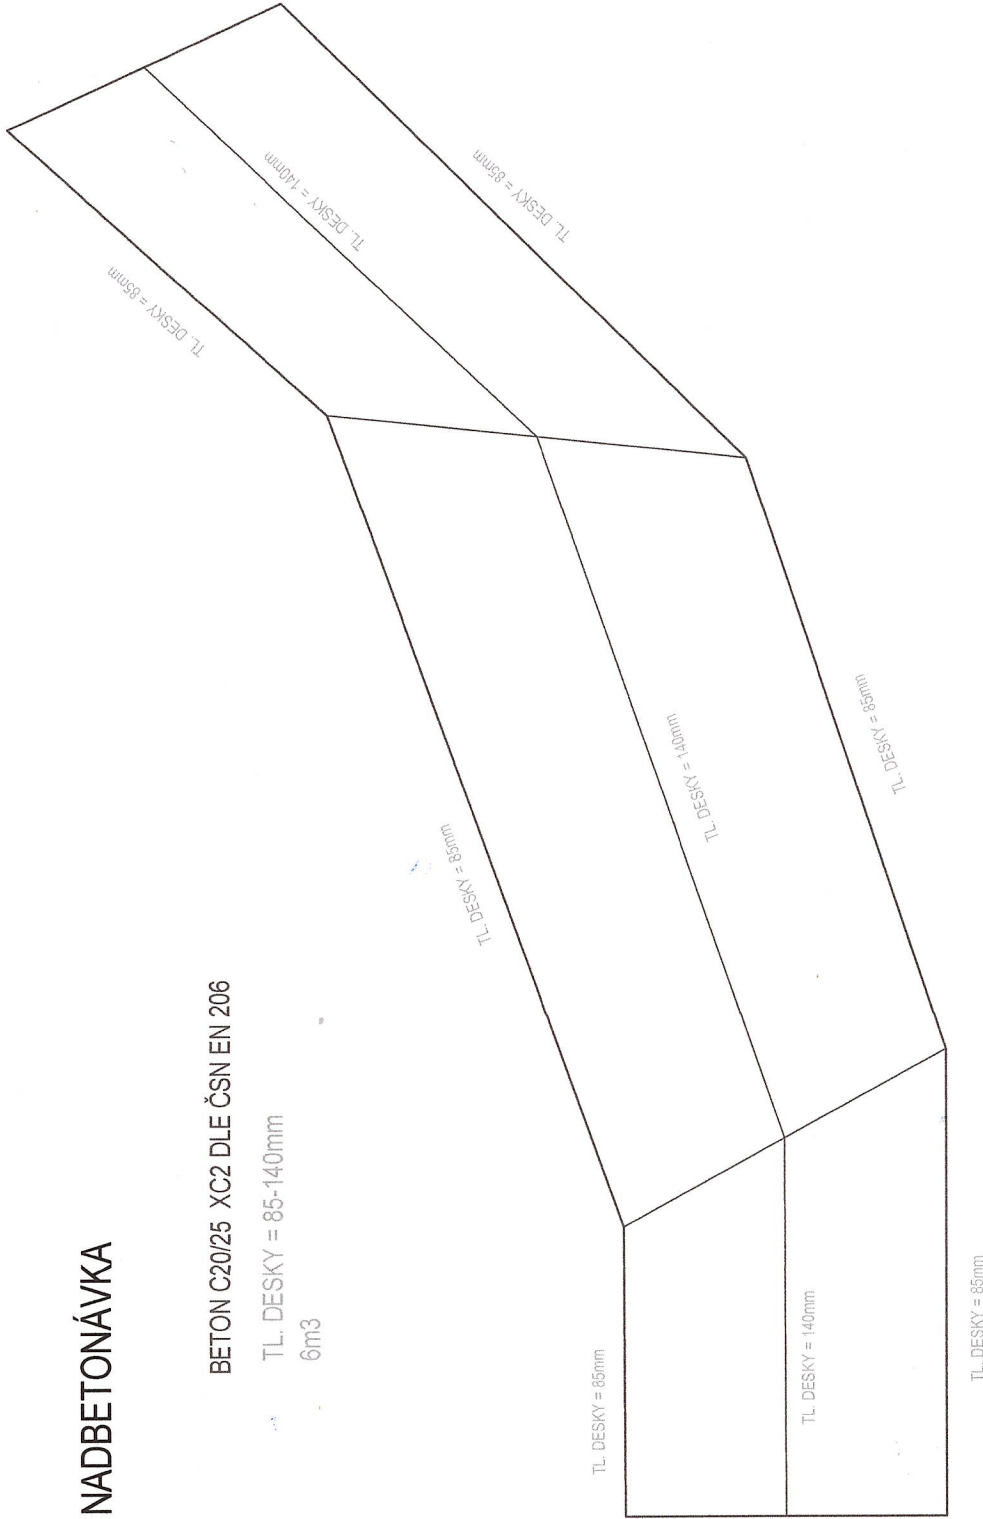 NADBETONÁVKA
BETON C20/25 XC2 DLE ČSN EN 206
TL. DESKY = 85-140mm
6m3
TL. DESKY = 85mm
TL. DESKY = 140mm
TL. DESKY = 85mm
TL. DESKY = 85mm
TL. DESKY = 140mm
TL. DESKY = 85mm
TL. DESKY = 85mm
TL. DESKY = 140mm
TL. DESKY = 85mm